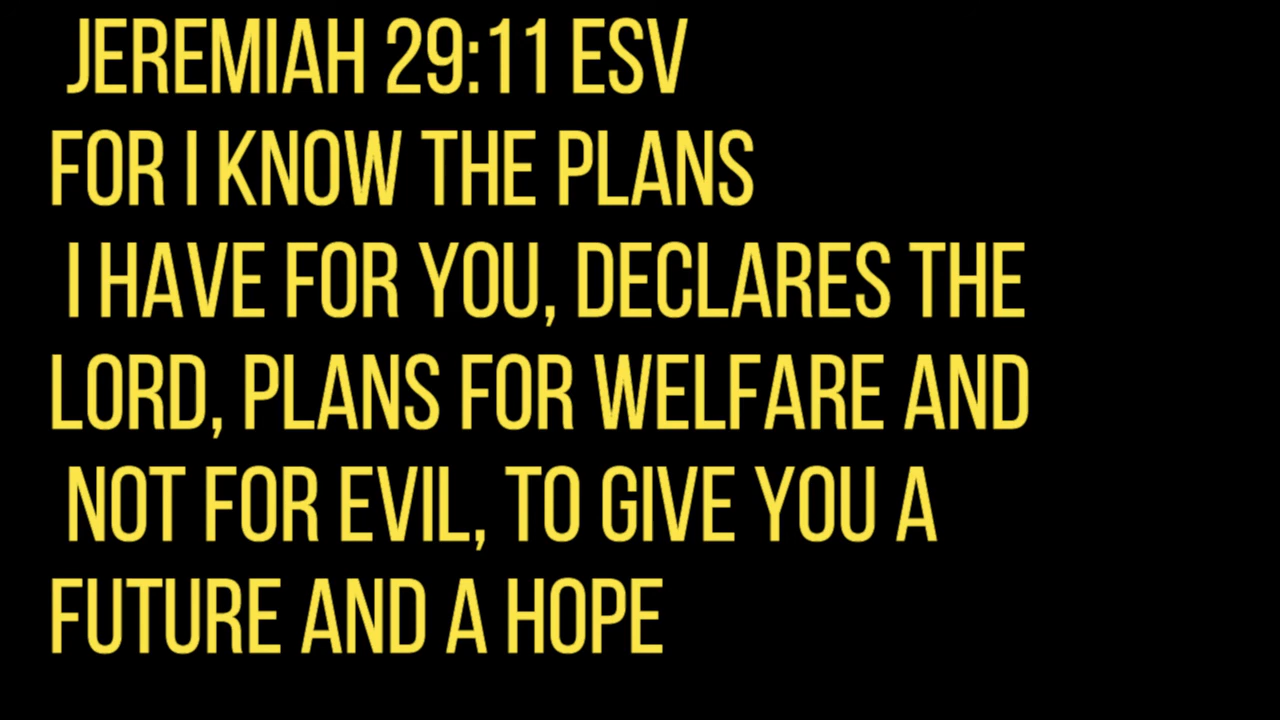 JEREMIAH 29:11 ESV
FOR I KNOW THE PLANS
I HAVE FOR YOU, DECLARES THE
LORD, PLANS FOR WELFARE AND
NOT FOR EVIL, TO GIVE YOU A
FUTURE AND A HOPE